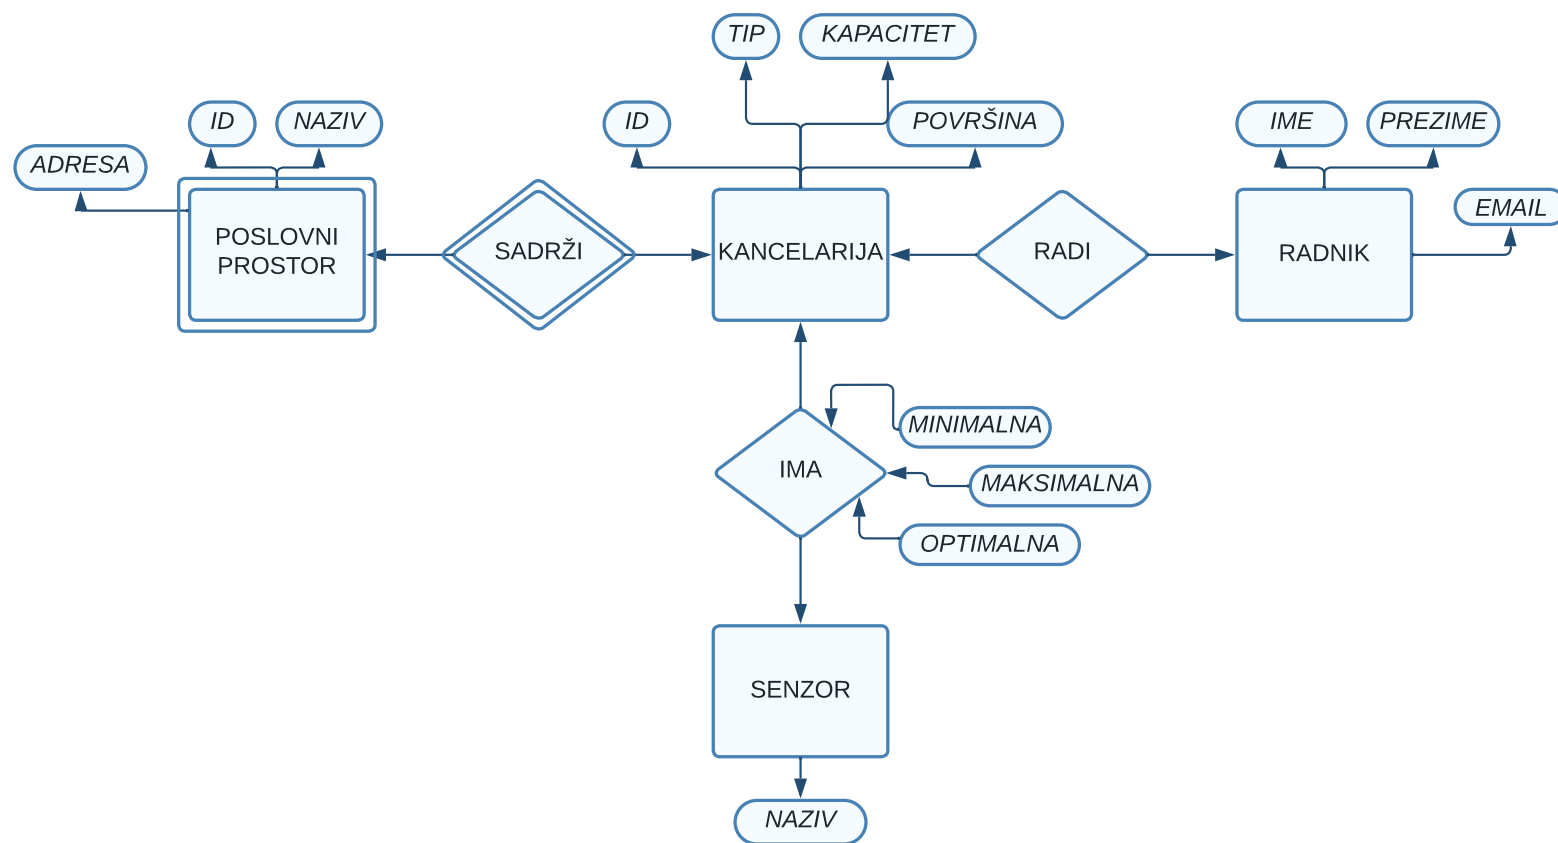 TIP
KAPACITET
ID
NAZIV
ID
POVRŠINA
IME
PREZIME
ADRESA
EMAIL
POSLOVNI
PROSTOR
SADRŽI
KANCELARIJA
RADI
RADNIK
MINIMALNA
IMA
MAKSIMALNA
OPTIMALNA
SENZOR
NAZIV